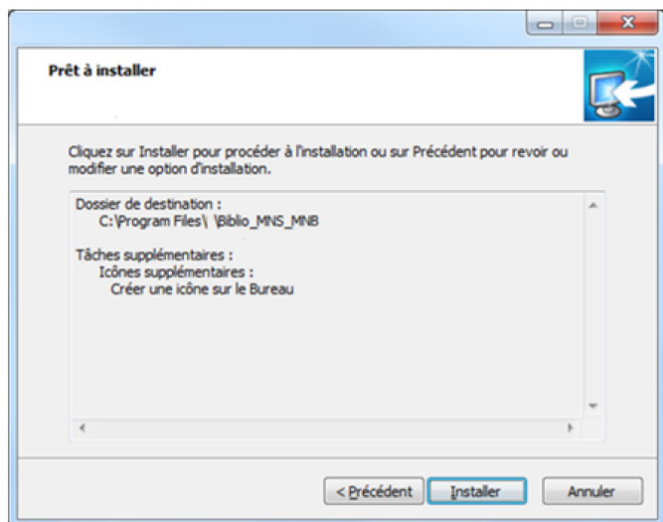 Prêt à installer
Cliquez sur Installer pour procéder à l'installation ou sur Précédent pour revoir ou
modifier une option d'installation.
Dossier de destination :
C:\Program Files\ \Biblio_MNS_MNB
Tâches supplémentaires :
Icônes supplémentaires :
Créer une icône sur le Bureau
< Précédent Installer Annuler